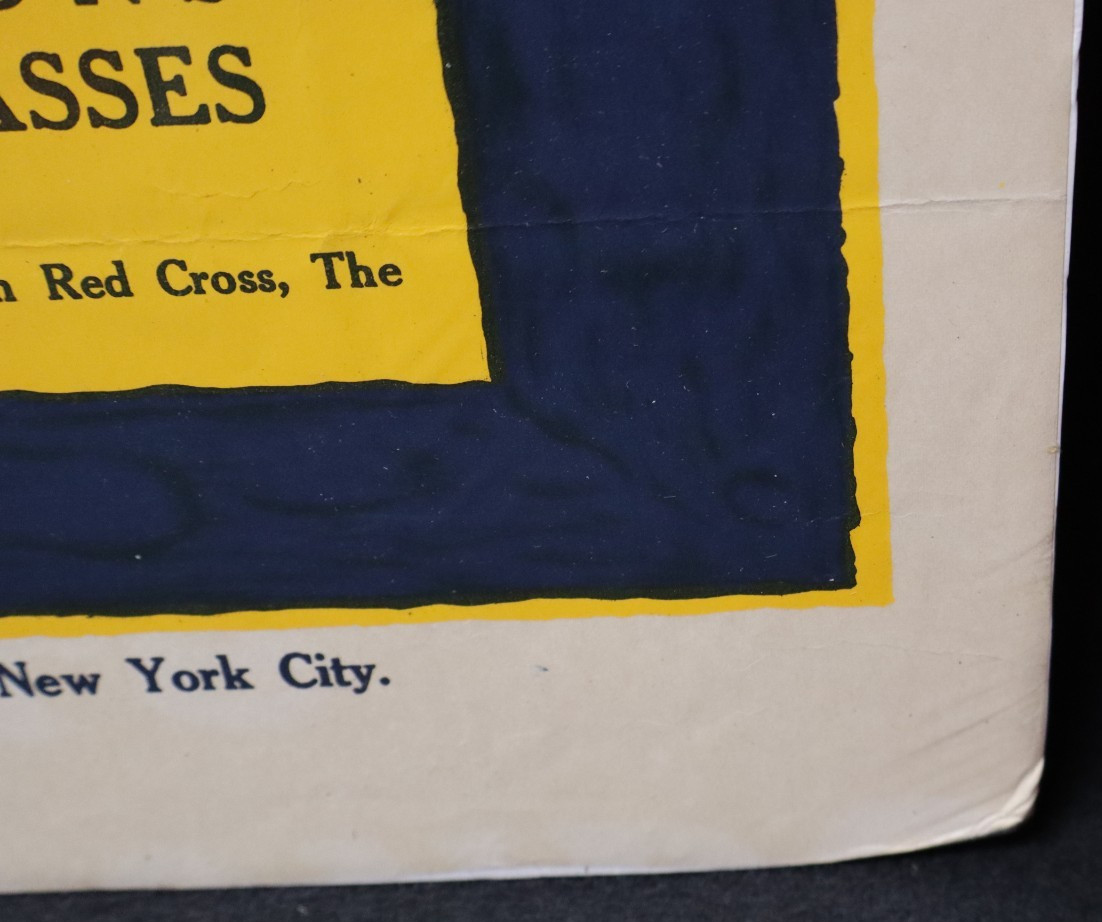 ASSES
Red Cross, The
New York City.